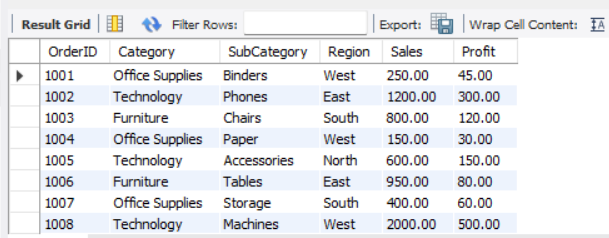 Result Grid Filter Rows: Export: Wrap Cell Content: IA
OrderID Category SubCategory Region Sales Profit
1001 Office Supplies Binders West 250.00 45.00
1002 Technology Phones East 1200.00 300.00
1003 Furniture Chairs South 800.00 120.00
1004 Office Supplies Paper West 150.00 30.00
1005 Technology Accessories North 600.00 150.00
1006 Furniture Tables East 950.00 80.00
1007 Office Supplies Storage South 400.00 60.00
1008 Technology Machines West 2000.00 500.00